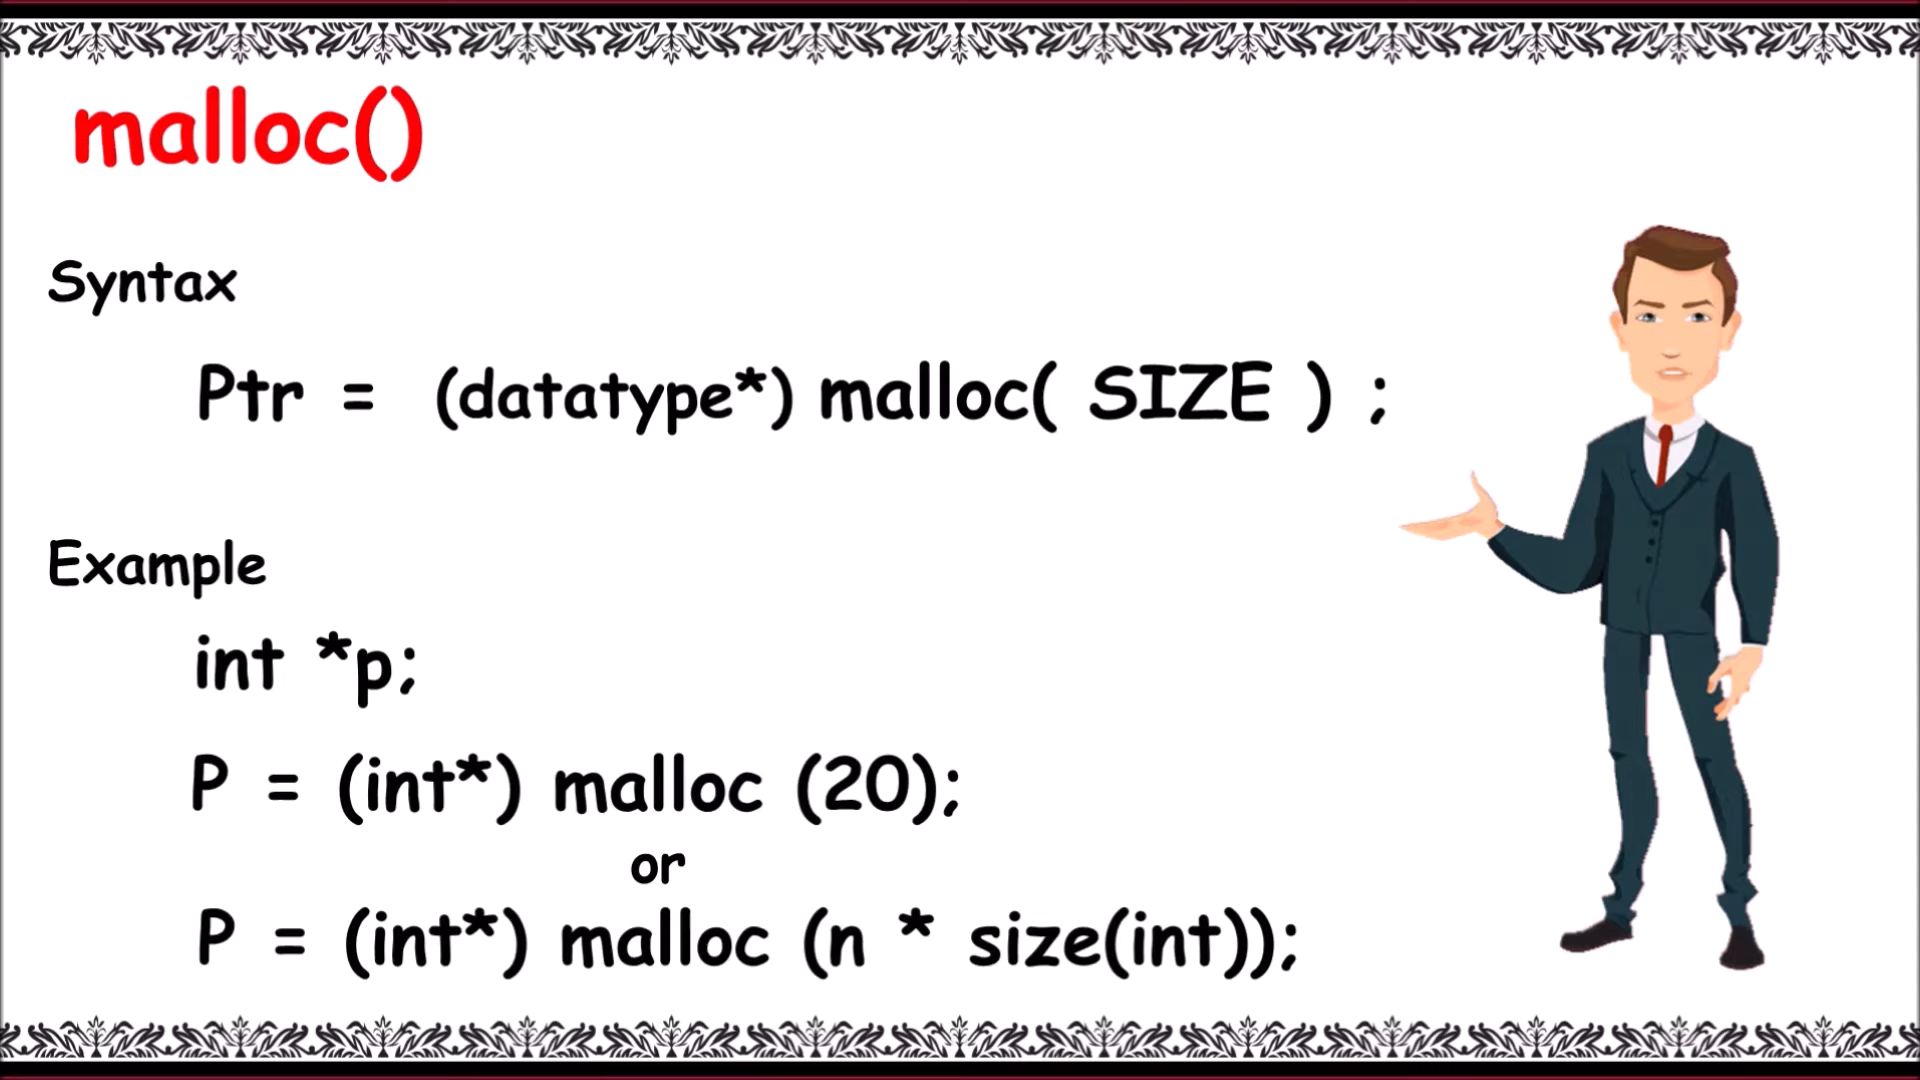 malloc()
Syntax
Ptr = (datatype*) malloc( SIZE ) ;
Example
int *p;
P = (int*) malloc (20);
or
P = (int*) malloc (n * size(int));